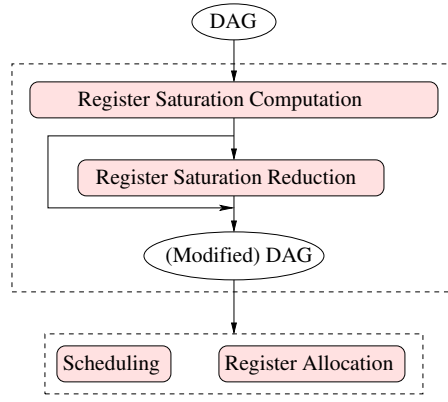 DAG
Register Saturation Computation
Register Saturation Reduction
(Modified) DAG
Scheduling
Register Allocation